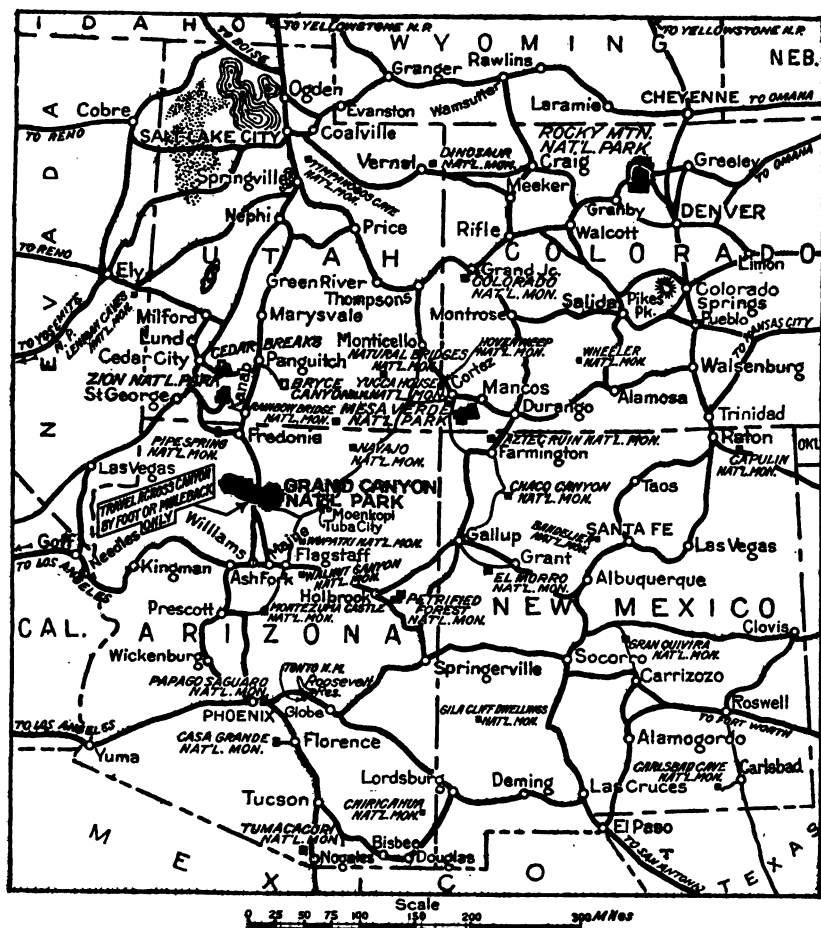 IDAHO
TO BOISE
TO YELLOWSTONE N.P.
WYOMING
TO YELLOWSTONE N.P.
NEB.
Granger
Rawlins
Wamsutter
Ogden
Evanston
Laramie
CHEYENNE
TO OMAHA
Cobre
TO RENO
SALT LAKE CITY
Coalville
ROCKY MTN.
NAT'L PARK
DINOSAUR
NAT'L MON.
Vernal
Craig
Greeley
TO OMAHA
TIMPANOGOS CAVE
NAT'L MON.
Springville
Meeker
Granby
NEVADA
Nephi
Price
Rifle
Walcott
DENVER
TO RENO
Ely
UTAH
COLORADO
Limon
Green River
Thompsons
Grand Jc.
COLORADO
NAT'L MON.
Colorado
Springs
TO YOSEMITE
N.P.
LEHMAN CAVES
NAT'L MON.
Milford
Marysvale
Montrose
Salida
Pikes
Pk.
Pueblo
TO KANSAS CITY
Lund
CEDAR BREAKS
Monticello
HOVENWEEP
NAT'L MON.
WHEELER
NAT'L MON.
Cedar City
Panguitch
NATURAL BRIDGES
NAT'L MON.
Walsenburg
ZION NAT'L PARK
BRYCE
CANYON
YUCCA HOUSE
NAT'L MON.
Cortez
Mancos
St George
Kanab
RAINBOW BRIDGE
NAT'L MON.
MESA VERDE
NAT'L PARK
Durango
Alamosa
Trinidad
PIPE SPRING
NAT'L MON.
Fredonia
NAVAJO
NAT'L MON.
AZTEC RUIN NAT'L MON.
Farmington
Raton
CAPULIN
NAT'L MON.
OKL
Las Vegas
TRAVEL ACROSS CANYON
BY FOOT OR MULEBACK
ONLY
GRAND CANYON
NAT'L PARK
CHACO CANYON
NAT'L MON.
Taos
Moenkopi
Tuba City
WUPATKI NAT'L MON.
Goff
TO LOS ANGELES
Needles
Williams
Maine
Gallup
BANDELIER
NAT'L MON.
SANTA FE
Las Vegas
Kingman
Ash Fork
Flagstaff
WALNUT CANYON
NAT'L MON.
Grant
EL MORRO
NAT'L MON.
Albuquerque
Holbrook
PETRIFIED
FOREST
NAT'L MON.
Prescott
MONTEZUMA CASTLE
NAT'L MON.
NEW MEXICO
CAL.
ARIZONA
Clovis
Wickenburg
TONTO N.M.
Roosevelt
Res.
Springerville
Socorro
GRAN QUIVIRA
NAT'L MON.
Carrizozo
PAPAGO SAGUARO
NAT'L MON.
PHOENIX
Globe
GILA CLIFF DWELLINGS
NAT'L MON.
Roswell
TO FORT WORTH
TO LOS ANGELES
Yuma
CASA GRANDE
NAT'L MON.
Florence
Alamogordo
Lordsburg
Deming
Las Cruces
CARLSBAD CAVE
NAT'L MON.
Carlsbad
Tucson
CHIRICAHUA
NAT'L MON.
TUMACACORI
NAT'L MON.
Bisbee
El Paso
Nogales
Douglas
TO SAN ANTONIO
TEXAS
MEXICO
Scale
0 25 50 75 100 150 200 300 Miles